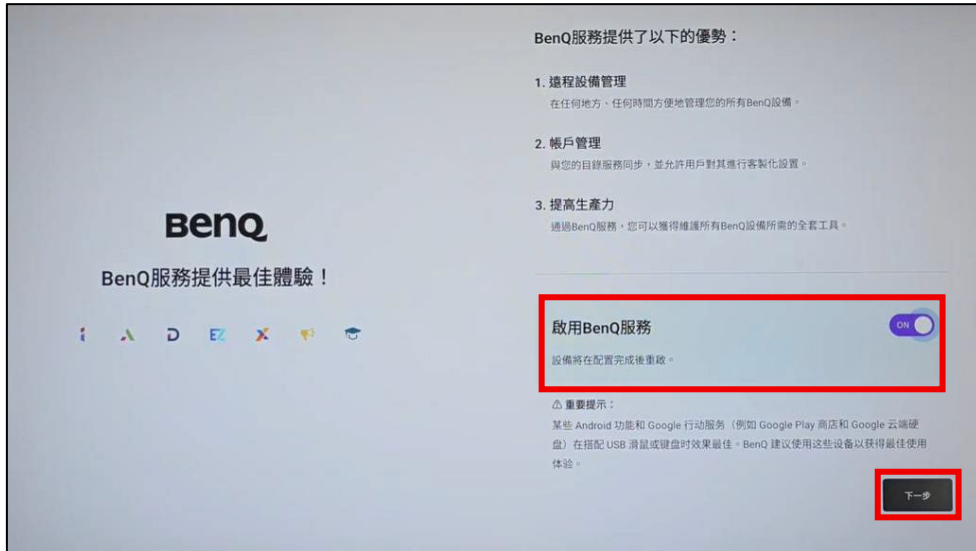 BenQ
BenQ服務提供最佳體驗！
EZ
BenQ服務提供了以下的優勢：
1. 遠程設備管理
在任何地方、任何時間方便地管理您的所有BenQ設備。
2. 帳戶管理
與您的目錄服務同步，並允許用戶對其進行客製化設置。
3. 提高生產力
通過BenQ服務，您可以獲得維護所有BenQ設備所需的全套工具。
啟用BenQ服務
ON
設備將在配置完成後重啟。
⚠ 重要提示：
某些 Android 功能和 Google 行动服务（例如 Google Play 商店和 Google 云端硬
盘）在搭配 USB 滑鼠或键盘时效果最佳。BenQ 建议使用这些设备以获得最佳使用
体验。
下一步